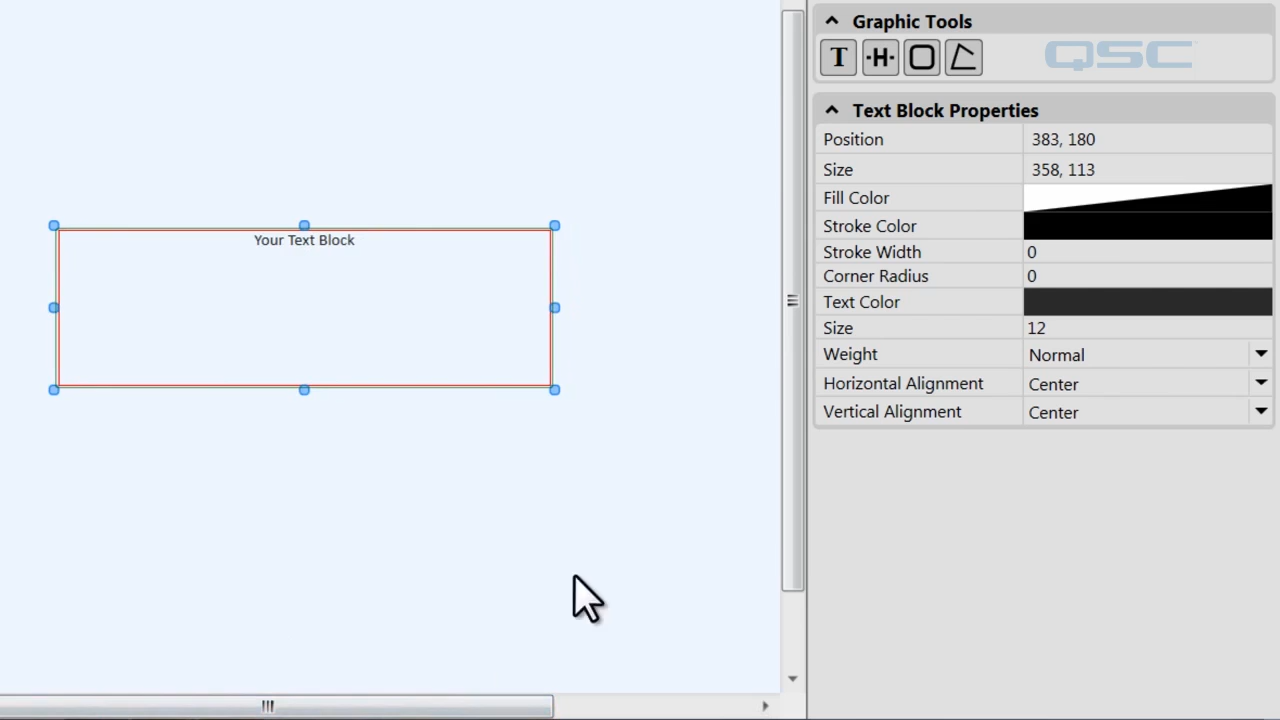 Graphic Tools
T H
QSC
Text Block Properties
Position 383, 180
Size 358, 113
Fill Color
Stroke Color
Stroke Width 0
Corner Radius 0
Text Color
Size 12
Weight Normal
Horizontal Alignment Center
Vertical Alignment Center
Your Text Block